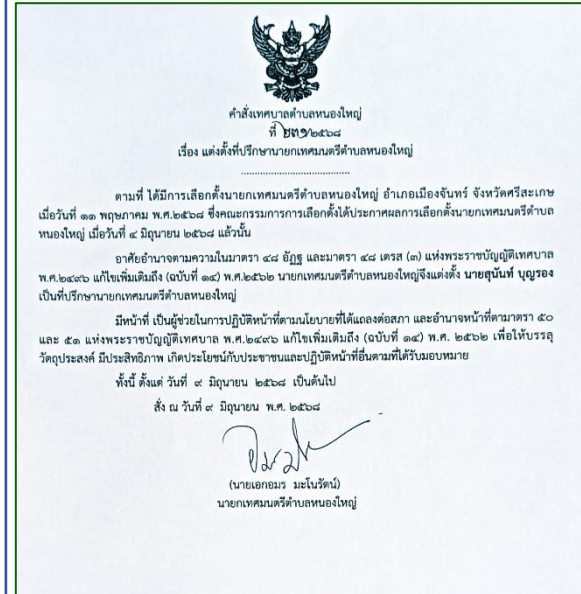 คำสั่งเทศบาลตำบลหนองใหญ่
ที่ ๒๓๑/๒๕๖๘
เรื่อง แต่งตั้งที่ปรึกษานายกเทศมนตรีตำบลหนองใหญ่
ตามที่ ได้มีการเลือกตั้งนายกเทศมนตรีตำบลหนองใหญ่ อำเภอเมืองจันทร์ จังหวัดศรีสะเกษ
เมื่อวันที่ ๑๑ พฤษภาคม พ.ศ.๒๕๖๘ ซึ่งคณะกรรมการการเลือกตั้งได้ประกาศผลการเลือกตั้งนายกเทศมนตรีตำบล
หนองใหญ่ เมื่อวันที่ ๔ มิถุนายน ๒๕๖๘ แล้วนั้น
อาศัยอำนาจตามความในมาตรา ๔๘ อัฏฐ และมาตรา ๔๘ เตรส (๓) แห่งพระราชบัญญัติเทศบาล
พ.ศ.๒๔๙๖ แก้ไขเพิ่มเติมถึง (ฉบับที่ ๑๔) พ.ศ.๒๕๖๒ นายกเทศมนตรีตำบลหนองใหญ่จึงแต่งตั้ง นายสุนันท์ บุญรอง
เป็นที่ปรึกษานายกเทศมนตรีตำบลหนองใหญ่
มีหน้าที่ เป็นผู้ช่วยในการปฏิบัติหน้าที่ตามนโยบายที่ได้แถลงต่อสภา และอำนาจหน้าที่ตามาตรา ๕๐
และ ๕๑ แห่งพระราชบัญญัติเทศบาล พ.ศ.๒๔๙๖ แก้ไขเพิ่มเติมถึง (ฉบับที่ ๑๔) พ.ศ. ๒๕๖๒ เพื่อให้บรรลุ
วัตถุประสงค์ มีประสิทธิภาพ เกิดประโยชน์กับประชาชนและปฏิบัติหน้าที่อื่นตามที่ได้รับมอบหมาย
ทั้งนี้ ตั้งแต่ วันที่ ๙ มิถุนายน ๒๕๖๘ เป็นต้นไป
สั่ง ณ วันที่ ๙ มิถุนายน พ.ศ. ๒๕๖๘
(นายเอกอมร มะโนรัตน์)
นายกเทศมนตรีตำบลหนองใหญ่